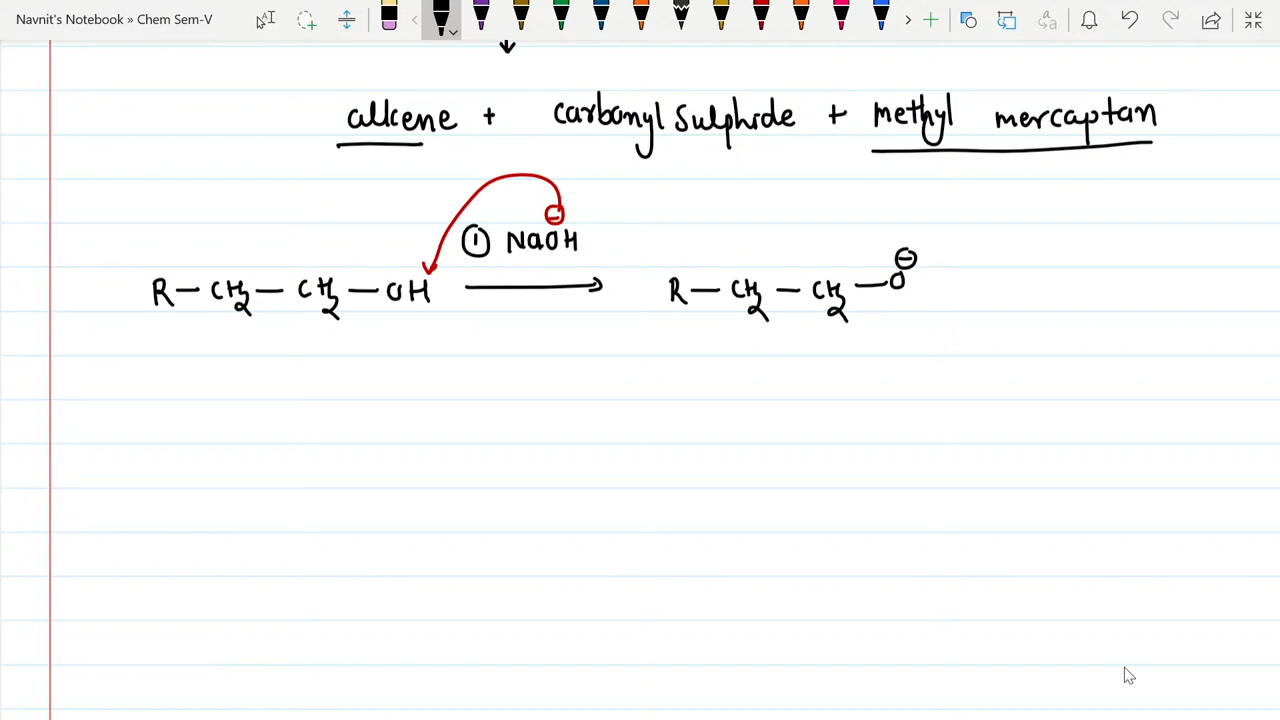 Navnit's Notebook » Chem Sem-V
alkene + carbonyl sulphide + methyl mercaptan
① NaOH ⊖
R — CH2 — CH2 — OH ⟶ R — CH2 — CH2 — O⊖